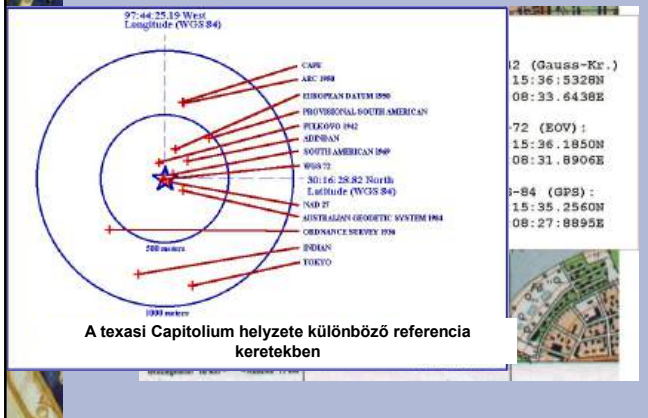 97:44:25.19 West
Longitude (WGS 84)
CAPE
ARC 1950
EUROPEAN DATUM 1950
PROVISIONAL SOUTH AMERICAN
PULKOVO 1942
ADINDAN
SOUTH AMERICAN 1969
WGS 72
30:16:28.82 North
Latitude (WGS 84)
NAD 27
AUSTRALIAN GEODETIC SYSTEM 1984
ORDNANCE SURVEY 1936
INDIAN
TOKYO
500 meters
1000 meters
A texasi Capitolium helyzete különböző referencia
keretekben
42 (Gauss-Kr.)
15:36:5328N
08:33.6438E
-72 (EOV):
15:36.1850N
08:31.8906E
S-84 (GPS):
15:35.2560N
08:27:8895E